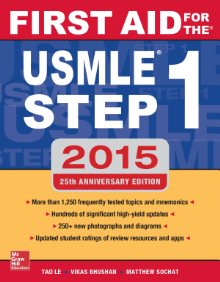 FIRST AID FOR THE®
USMLE®
STEP 1
2015
25th ANNIVERSARY EDITION
More than 1,250 frequently tested topics and mnemonics
Hundreds of significant high-yield updates
250+ new photographs and diagrams
Updated student ratings of review resources and apps
Mc
Graw
Hill
Education
TAO LE • VIKAS BHUSHAN • MATTHEW SOCHAT